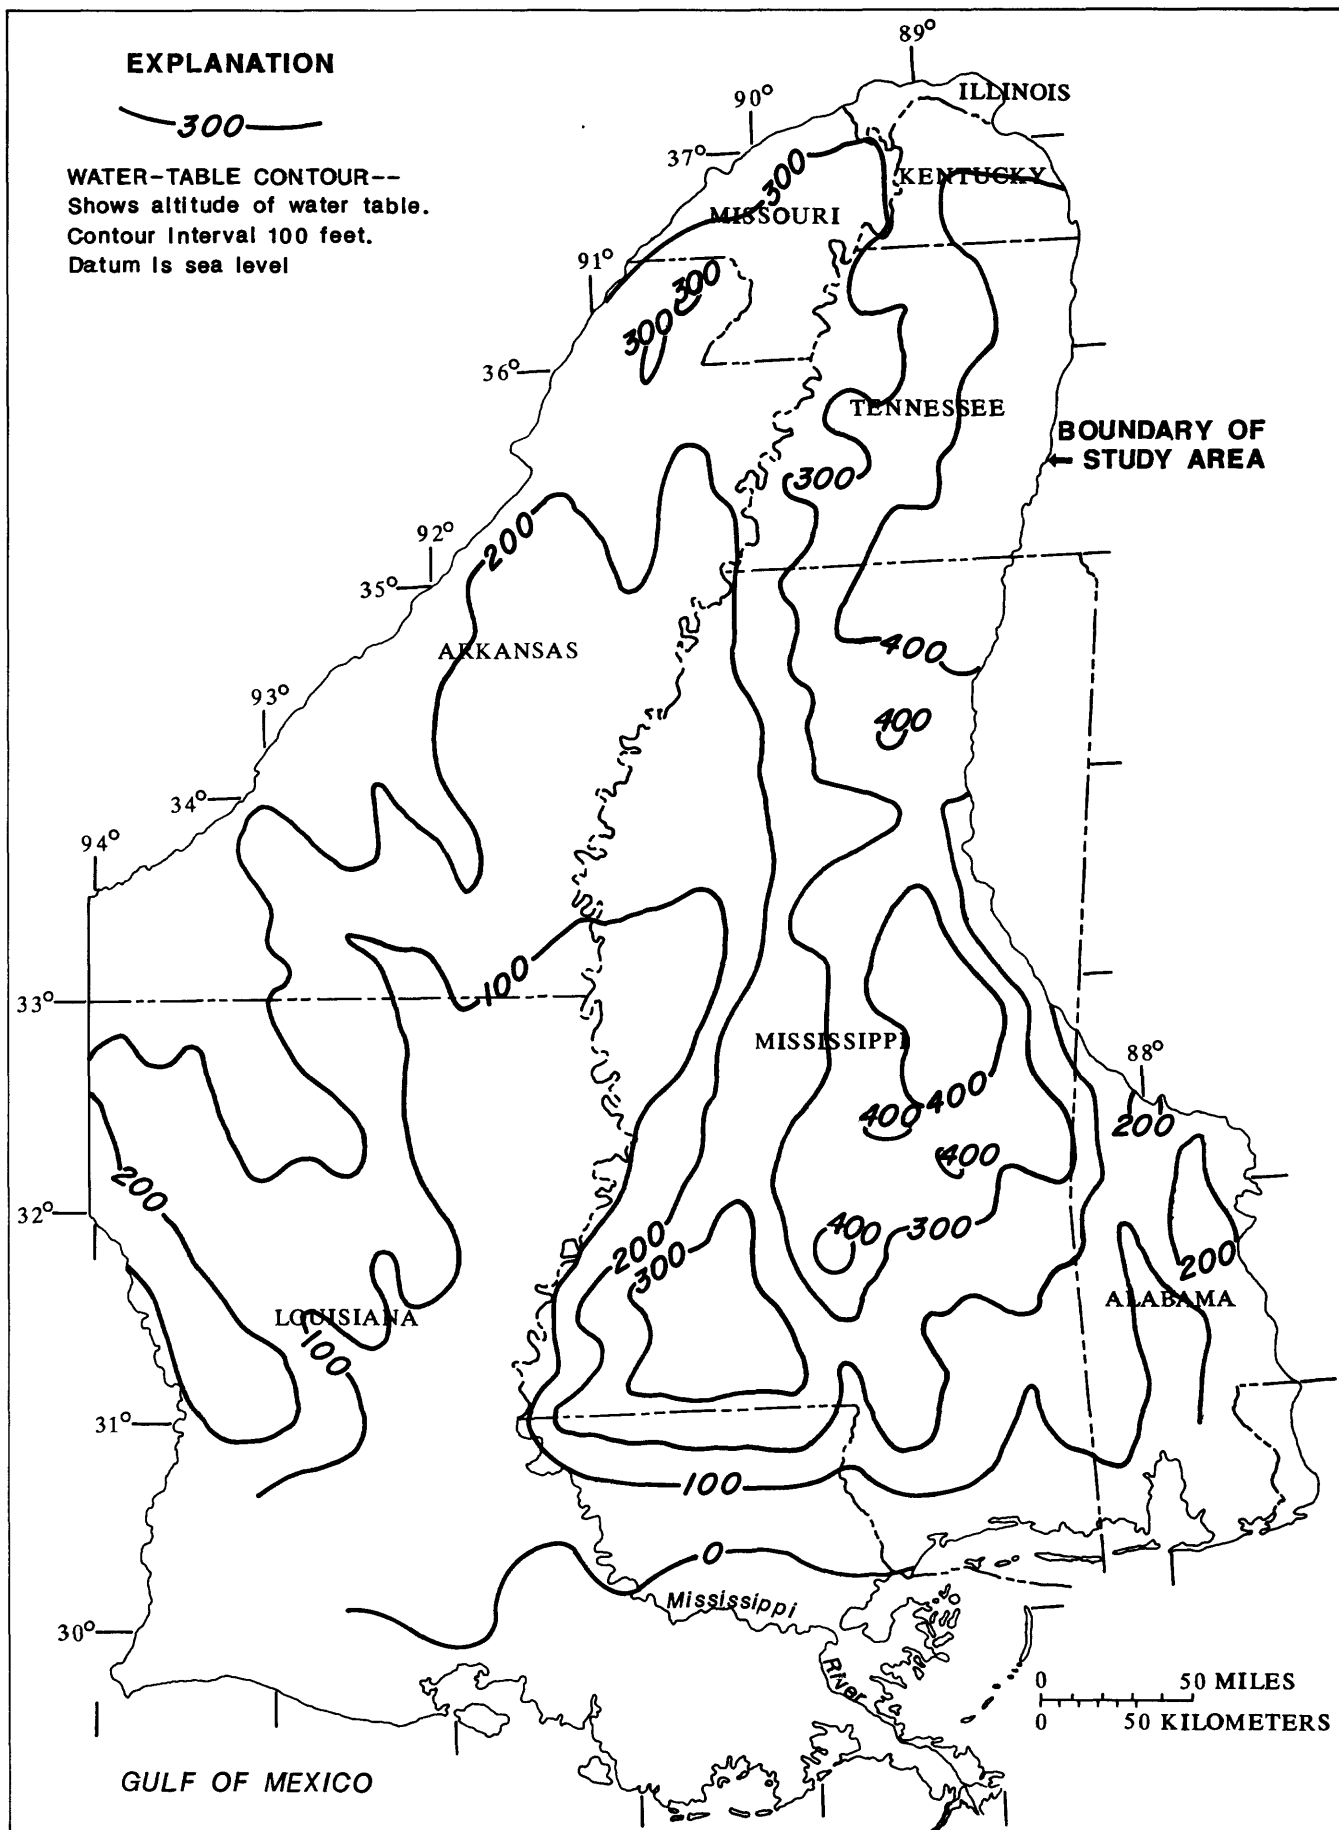 EXPLANATION
300
WATER-TABLE CONTOUR--
Shows altitude of water table.
Contour Interval 100 feet.
Datum is sea level
89°
ILLINOIS
90°
37°
300
KENTUCKY
MISSOURI
91°
300
300
36°
TENNESSEE
BOUNDARY OF
STUDY AREA
300
92°
200
35°
ARKANSAS
400
93°
400
34°
94°
100
33°
MISSISSIPPI
88°
400
400
200
400
200
32°
400
300
200
300
200
ALABAMA
LOUISIANA
100
31°
100
0
Mississippi
River
30°
0 50 MILES
0 50 KILOMETERS
GULF OF MEXICO